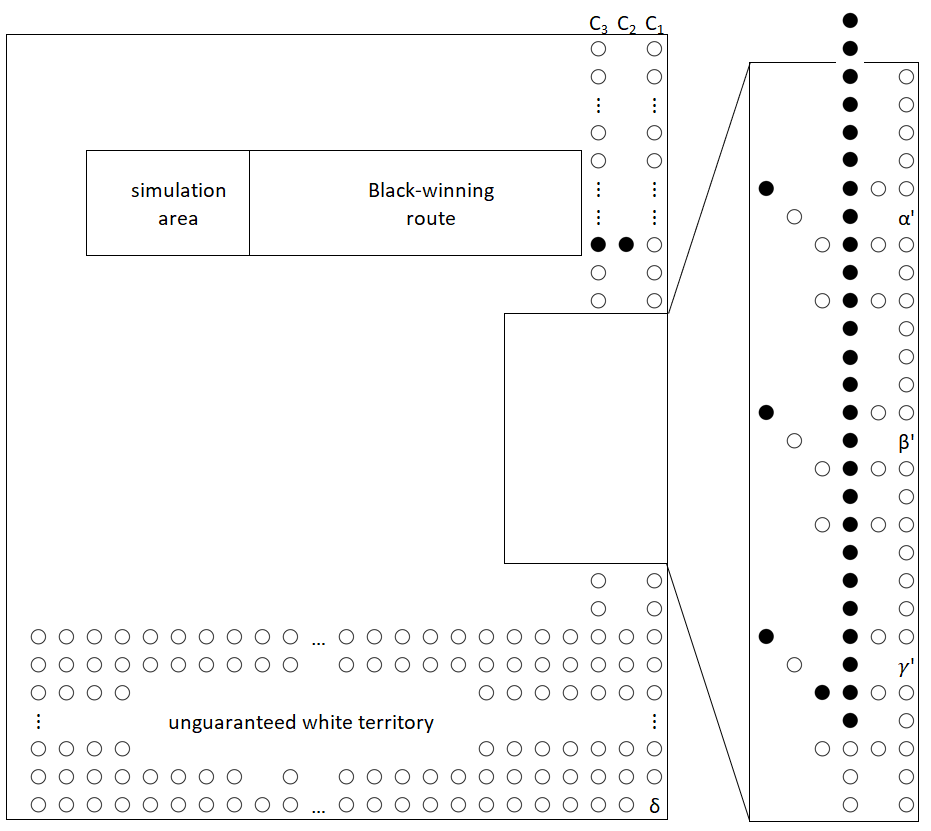 C₃ C₂ C₁
simulation
area
Black-winning
route
α'
β'
γ'
...
unguaranteed white territory
...
δ